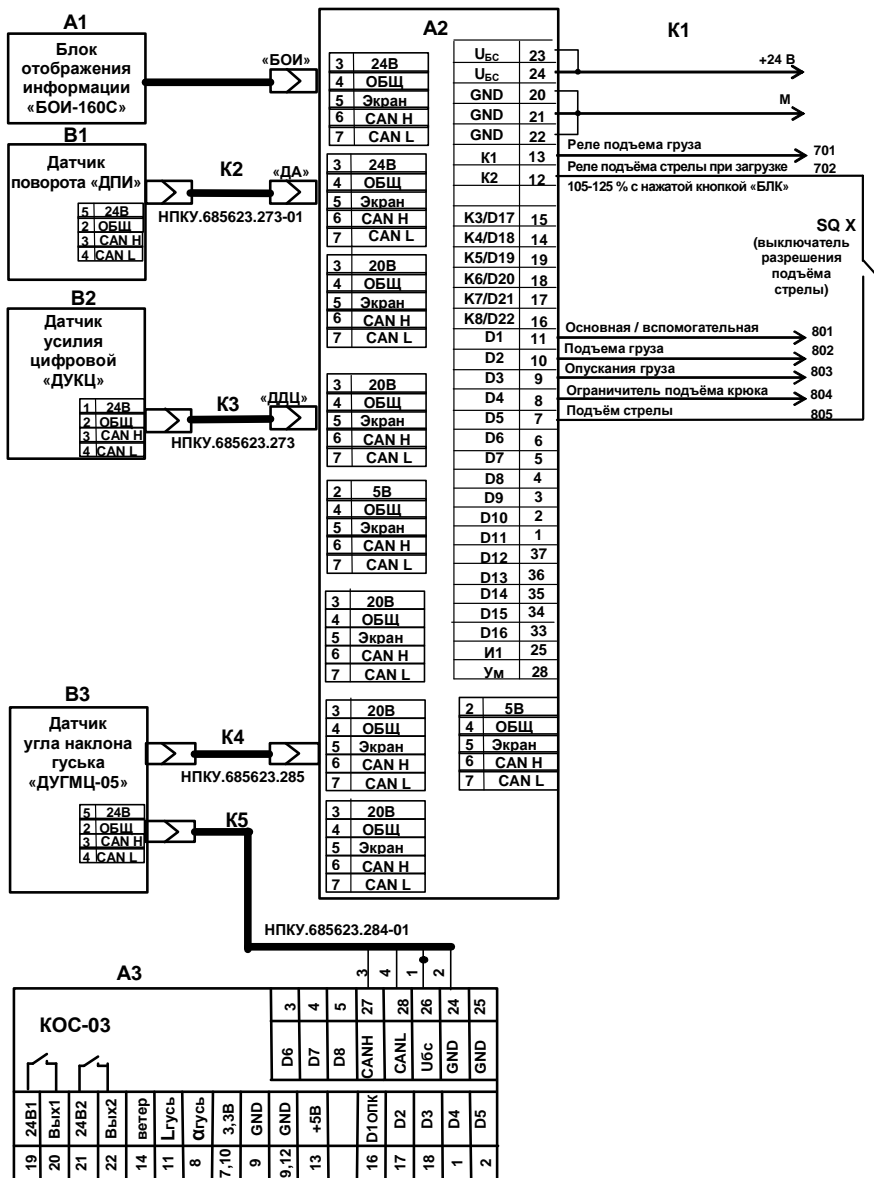 A1
A2
К1
Блок
отображения
информации
«БОИ-160С»
«БОИ»
3 24В
4 ОБЩ
5 Экран
6 CAN H
7 CAN L
UБС 23
UБС 24
GND 20
GND 21
GND 22
К1 13
К2 12
+24 В
М
Реле подъема груза 701
Реле подъёма стрелы при загрузке 702
105-125 % с нажатой кнопкой «БЛК»
B1
Датчик
поворота «ДПИ»
5 24В
2 ОБЩ
3 CAN H
4 CAN L
К2
НПКУ.685623.273-01
«ДА»
3 24В
4 ОБЩ
5 Экран
6 CAN H
7 CAN L
SQ X
(выключатель
разрешения
подъёма
стрелы)
K3/D17 15
K4/D18 14
K5/D19 19
K6/D20 18
K7/D21 17
K8/D22 16
3 20В
4 ОБЩ
5 Экран
6 CAN H
7 CAN L
D1 11
D2 10
D3 9
D4 8
D5 7
D6 6
D7 5
D8 4
D9 3
D10 2
D11 1
D12 37
D13 36
D14 35
D15 34
D16 33
И1 25
Ум 28
Основная / вспомогательная 801
Подъема груза 802
Опускания груза 803
Ограничитель подъёма крюка 804
Подъём стрелы 805
B2
Датчик
усилия
цифровой
«ДУКЦ»
1 24В
2 ОБЩ
3 CAN H
4 CAN L
К3
НПКУ.685623.273
«ДДЦ»
3 20В
4 ОБЩ
5 Экран
6 CAN H
7 CAN L
2 5В
4 ОБЩ
5 Экран
6 CAN H
7 CAN L
3 20В
4 ОБЩ
5 Экран
6 CAN H
7 CAN L
B3
Датчик
угла наклона
гуська
«ДУГМЦ-05»
5 24В
2 ОБЩ
3 CAN H
4 CAN L
К4
НПКУ.685623.285
К5
3 20В
4 ОБЩ
5 Экран
6 CAN H
7 CAN L
2 5В
4 ОБЩ
5 Экран
6 CAN H
7 CAN L
3 20В
4 ОБЩ
5 Экран
6 CAN H
7 CAN L
НПКУ.685623.284-01
3 4 1 2
A3
КОС-03
3 4 5 27 28 26 24 25
D6 D7 D8 CANH CANL Uбс GND GND
24В1 Вых1 24В2 Вых2 ветер Lгусь αгусь 3,3В GND GND +5В D1ОПК D2 D3 D4 D5
19 20 21 22 14 11 8 7,10 9 9,12 13 16 17 18 1 2